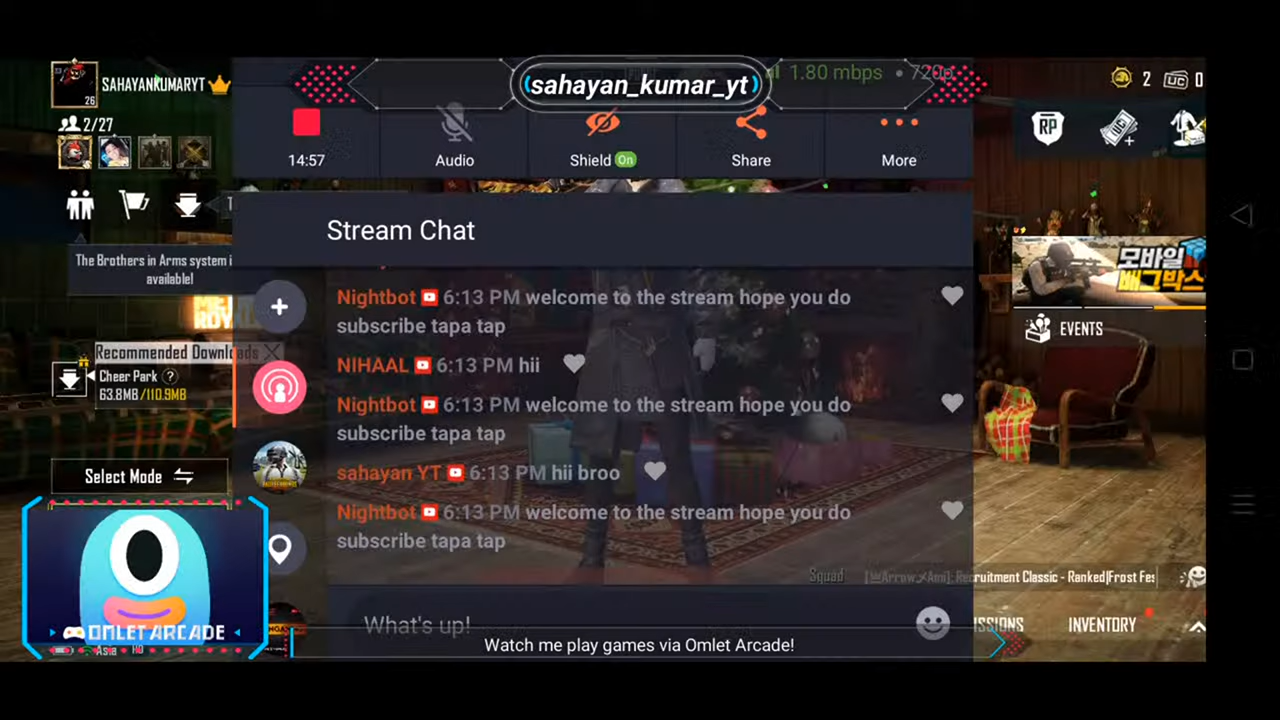 SAHAYANKUMARYT
26
2/27
sahayan_kumar_yt
1.80 mbps • 720p
2
UC 0
14:57
Audio
Shield On
Share
More
RP
Stream Chat
The Brothers in Arms system i
available!
Nightbot 6:13 PM welcome to the stream hope you do
subscribe tapa tap
NIHAAL 6:13 PM hii
Nightbot 6:13 PM welcome to the stream hope you do
subscribe tapa tap
sahayan YT 6:13 PM hii broo
Nightbot 6:13 PM welcome to the stream hope you do
subscribe tapa tap
모바일
배그박스
EVENTS
Recommended Downloads
Cheer Park ?
63.8MB/110.9MB
Select Mode
OMLET ARCADE
Asia HD
Squad
Recruitment Classic - Ranked|Frost Fes
What's up!
SSIONS
INVENTORY
Watch me play games via Omlet Arcade!